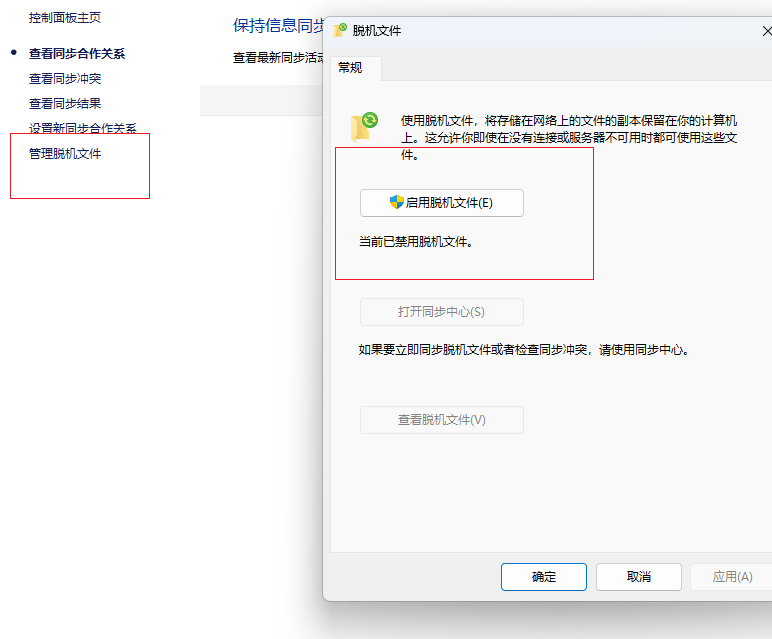 控制面板主页
查看同步合作关系
查看同步冲突
查看同步结果
设置新同步合作关系
管理脱机文件
保持信息同步
查看最新同步活动
脱机文件
常规
使用脱机文件，将存储在网络上的文件的副本保留在你的计算机
上。这允许你即使在没有连接或服务器不可用时都可使用这些文
件。
启用脱机文件(E)
当前已禁用脱机文件。
打开同步中心(S)
如果要立即同步脱机文件或者检查同步冲突，请使用同步中心。
查看脱机文件(V)
确定
取消
应用(A)